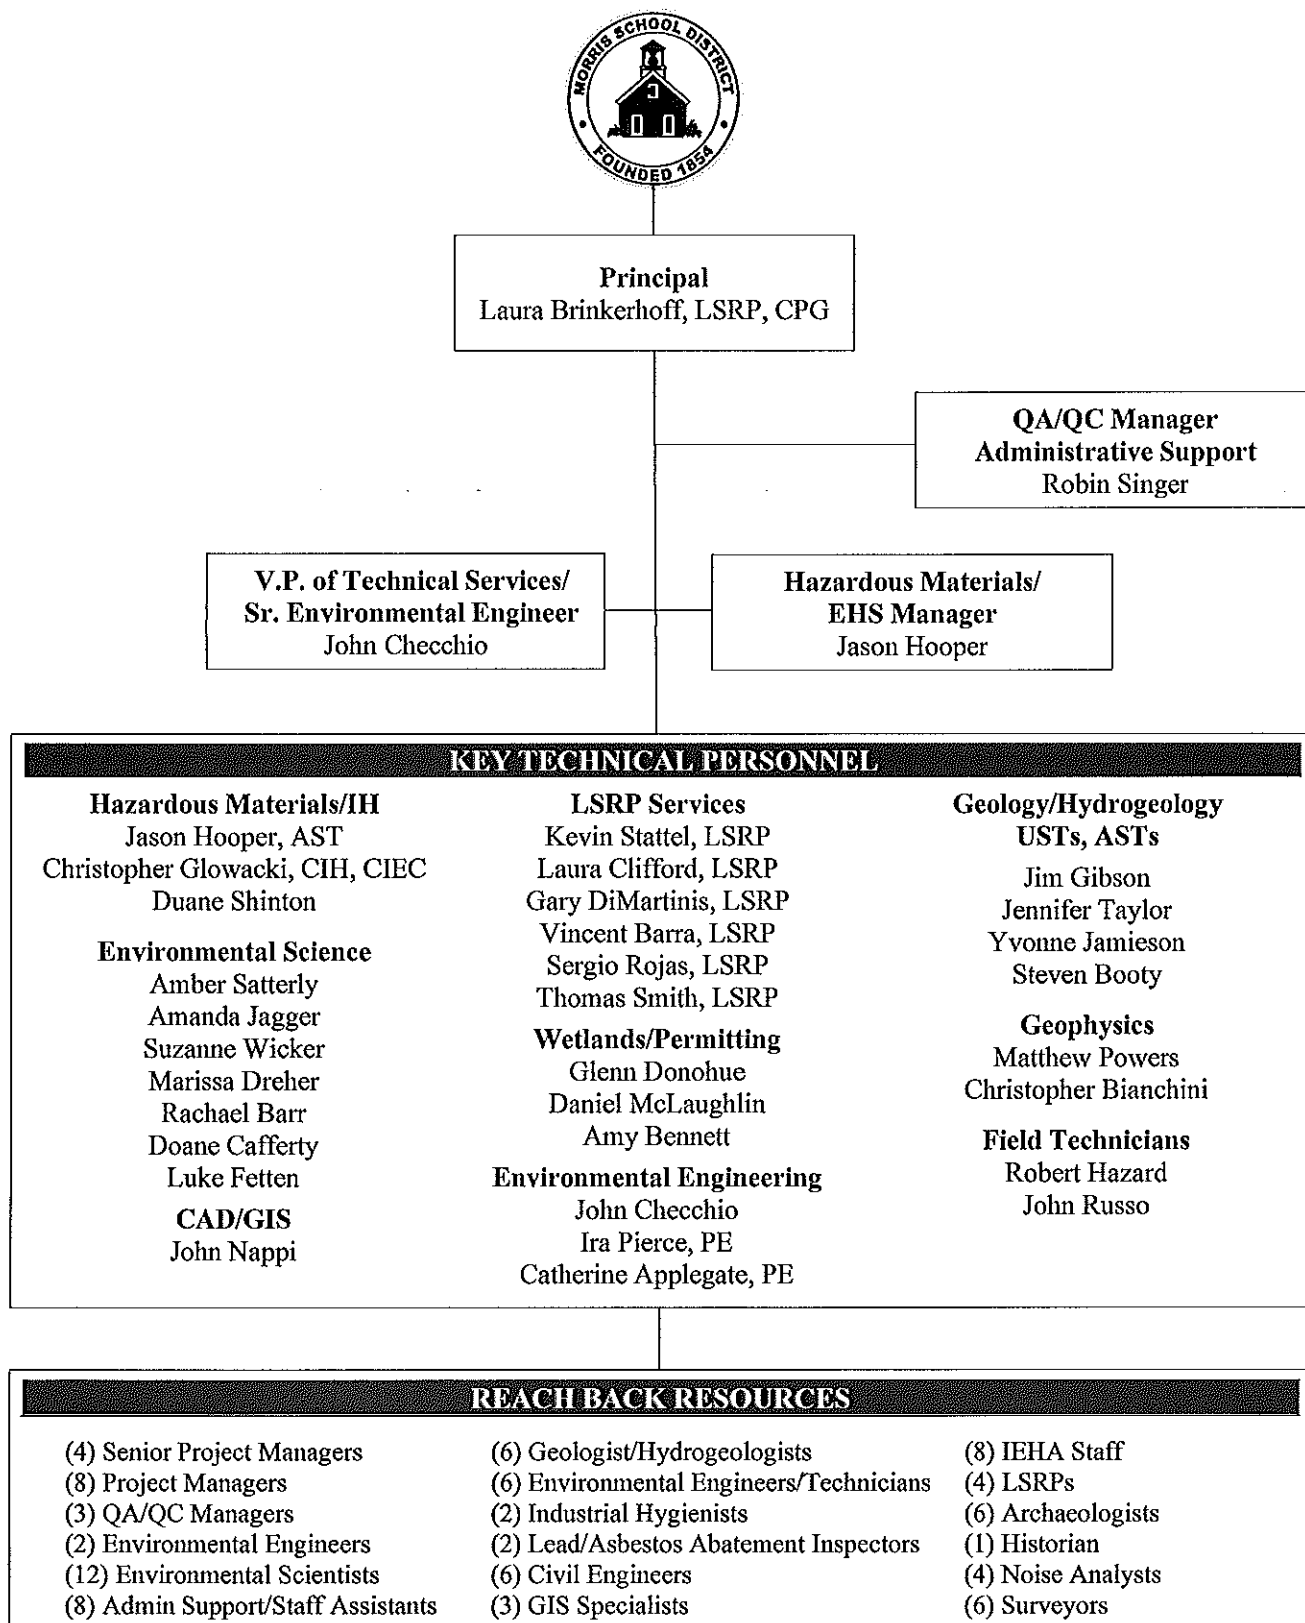 MORRIS SCHOOL DISTRICT
FOUNDED 1854
Principal
Laura Brinkerhoff, LSRP, CPG
QA/QC Manager
Administrative Support
Robin Singer
V.P. of Technical Services/
Sr. Environmental Engineer
John Checchio
Hazardous Materials/
EHS Manager
Jason Hooper
KEY TECHNICAL PERSONNEL
Hazardous Materials/IH
Jason Hooper, AST
Christopher Glowacki, CIH, CIEC
Duane Shinton
Environmental Science
Amber Satterly
Amanda Jagger
Suzanne Wicker
Marissa Dreher
Rachael Barr
Doane Cafferty
Luke Fetten
CAD/GIS
John Nappi
LSRP Services
Kevin Stattel, LSRP
Laura Clifford, LSRP
Gary DiMartinis, LSRP
Vincent Barra, LSRP
Sergio Rojas, LSRP
Thomas Smith, LSRP
Wetlands/Permitting
Glenn Donohue
Daniel McLaughlin
Amy Bennett
Environmental Engineering
John Checchio
Ira Pierce, PE
Catherine Applegate, PE
Geology/Hydrogeology
USTs, ASTs
Jim Gibson
Jennifer Taylor
Yvonne Jamieson
Steven Booty
Geophysics
Matthew Powers
Christopher Bianchini
Field Technicians
Robert Hazard
John Russo
REACH BACK RESOURCES
(4) Senior Project Managers
(8) Project Managers
(3) QA/QC Managers
(2) Environmental Engineers
(12) Environmental Scientists
(8) Admin Support/Staff Assistants
(6) Geologist/Hydrogeologists
(6) Environmental Engineers/Technicians
(2) Industrial Hygienists
(2) Lead/Asbestos Abatement Inspectors
(6) Civil Engineers
(3) GIS Specialists
(8) IEHA Staff
(4) LSRPs
(6) Archaeologists
(1) Historian
(4) Noise Analysts
(6) Surveyors